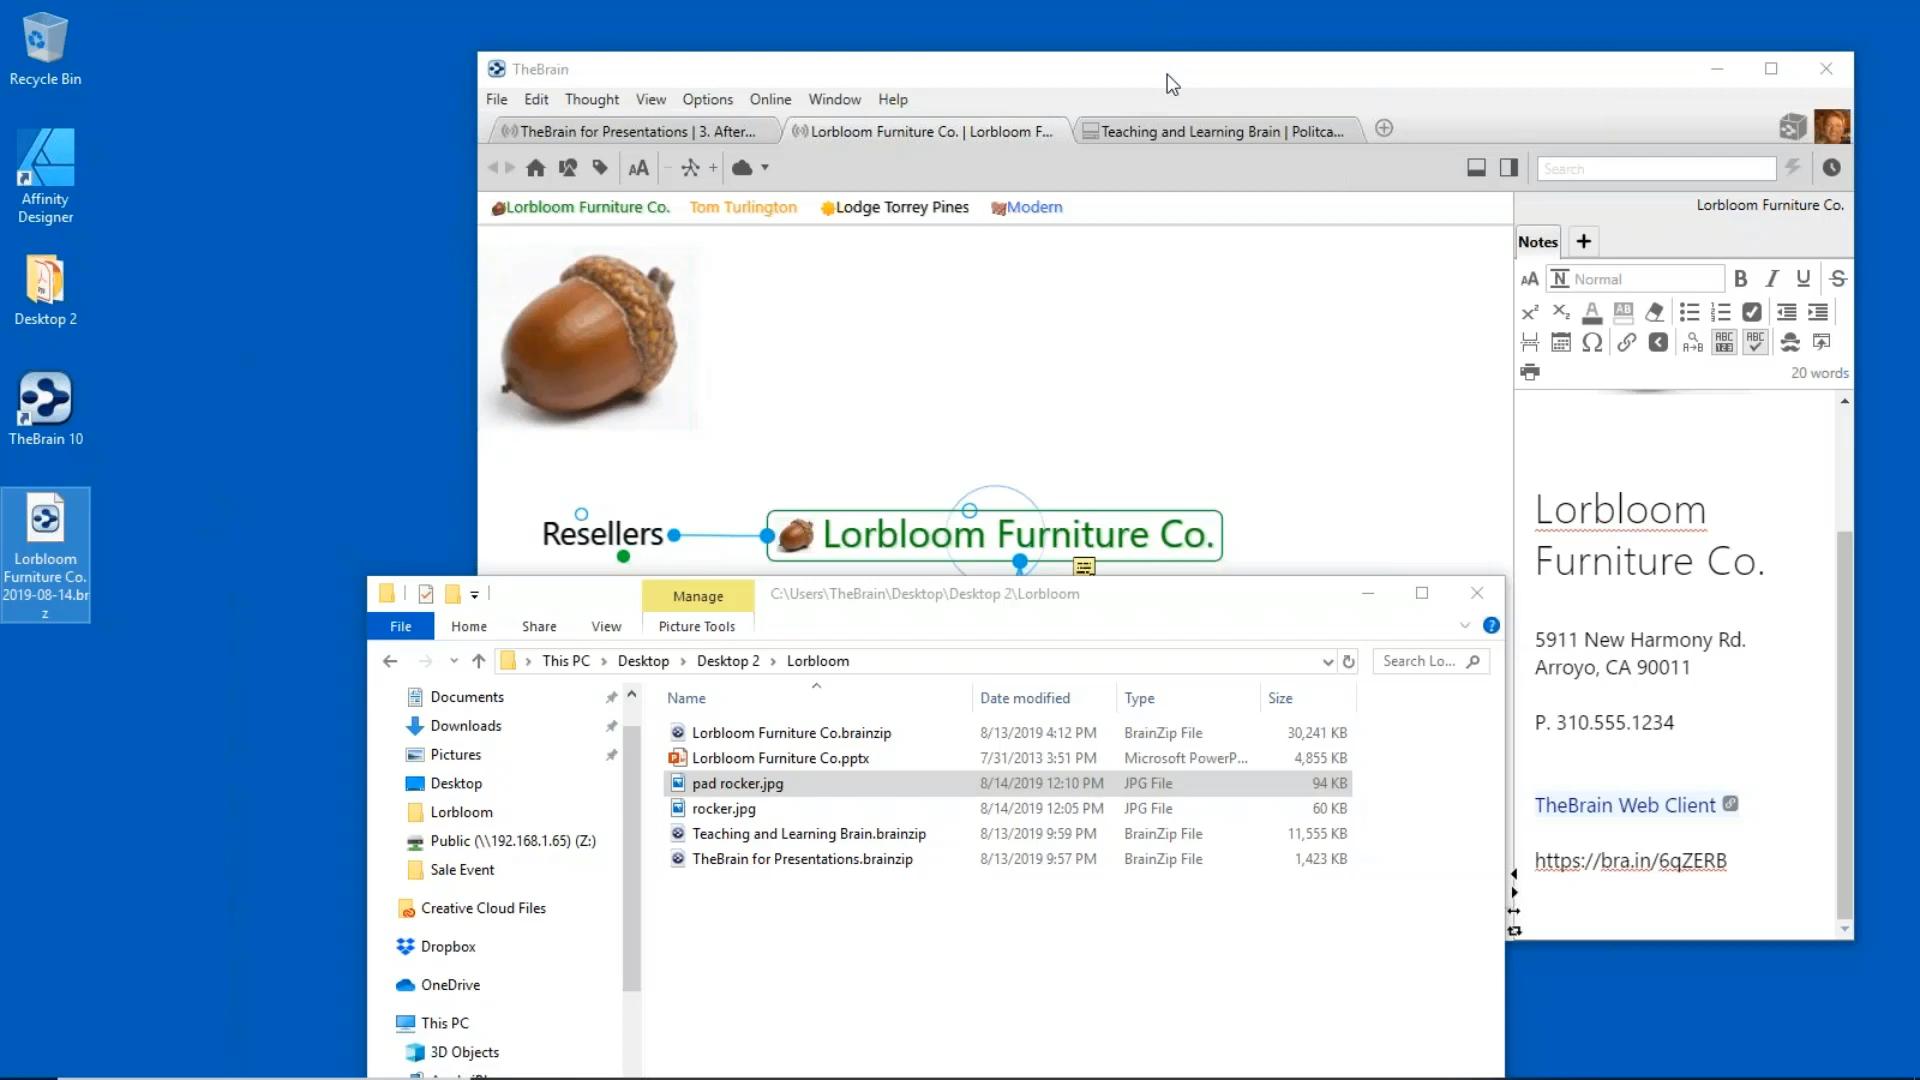 Recycle Bin
Affinity
Designer
Desktop 2
TheBrain 10
Lorbloom
Furniture Co.
2019-08-14.br
z
TheBrain
File Edit Thought View Options Online Window Help
TheBrain for Presentations | 3. After...
Lorbloom Furniture Co. | Lorbloom F...
Teaching and Learning Brain | Politca...
Search
Lorbloom Furniture Co. Tom Turlington Lodge Torrey Pines Modern
Resellers
Lorbloom Furniture Co.
Lorbloom Furniture Co.
Notes
Normal
20 words
Lorbloom
Furniture Co.
5911 New Harmony Rd.
Arroyo, CA 90011
P. 310.555.1234
TheBrain Web Client
https://bra.in/6qZERB
Manage
C:\Users\TheBrain\Desktop\Desktop 2\Lorbloom
File Home Share View Picture Tools
This PC > Desktop > Desktop 2 > Lorbloom
Search Lo...
Documents
Downloads
Pictures
Desktop
Lorbloom
Public (\\192.168.1.65) (Z:)
Sale Event
Creative Cloud Files
Dropbox
OneDrive
This PC
3D Objects
Name Date modified Type Size
Lorbloom Furniture Co.brainzip 8/13/2019 4:12 PM BrainZip File 30,241 KB
Lorbloom Furniture Co.pptx 7/31/2013 3:51 PM Microsoft PowerP... 4,855 KB
pad rocker.jpg 8/14/2019 12:10 PM JPG File 94 KB
rocker.jpg 8/14/2019 12:05 PM JPG File 60 KB
Teaching and Learning Brain.brainzip 8/13/2019 9:59 PM BrainZip File 11,555 KB
TheBrain for Presentations.brainzip 8/13/2019 9:57 PM BrainZip File 1,423 KB